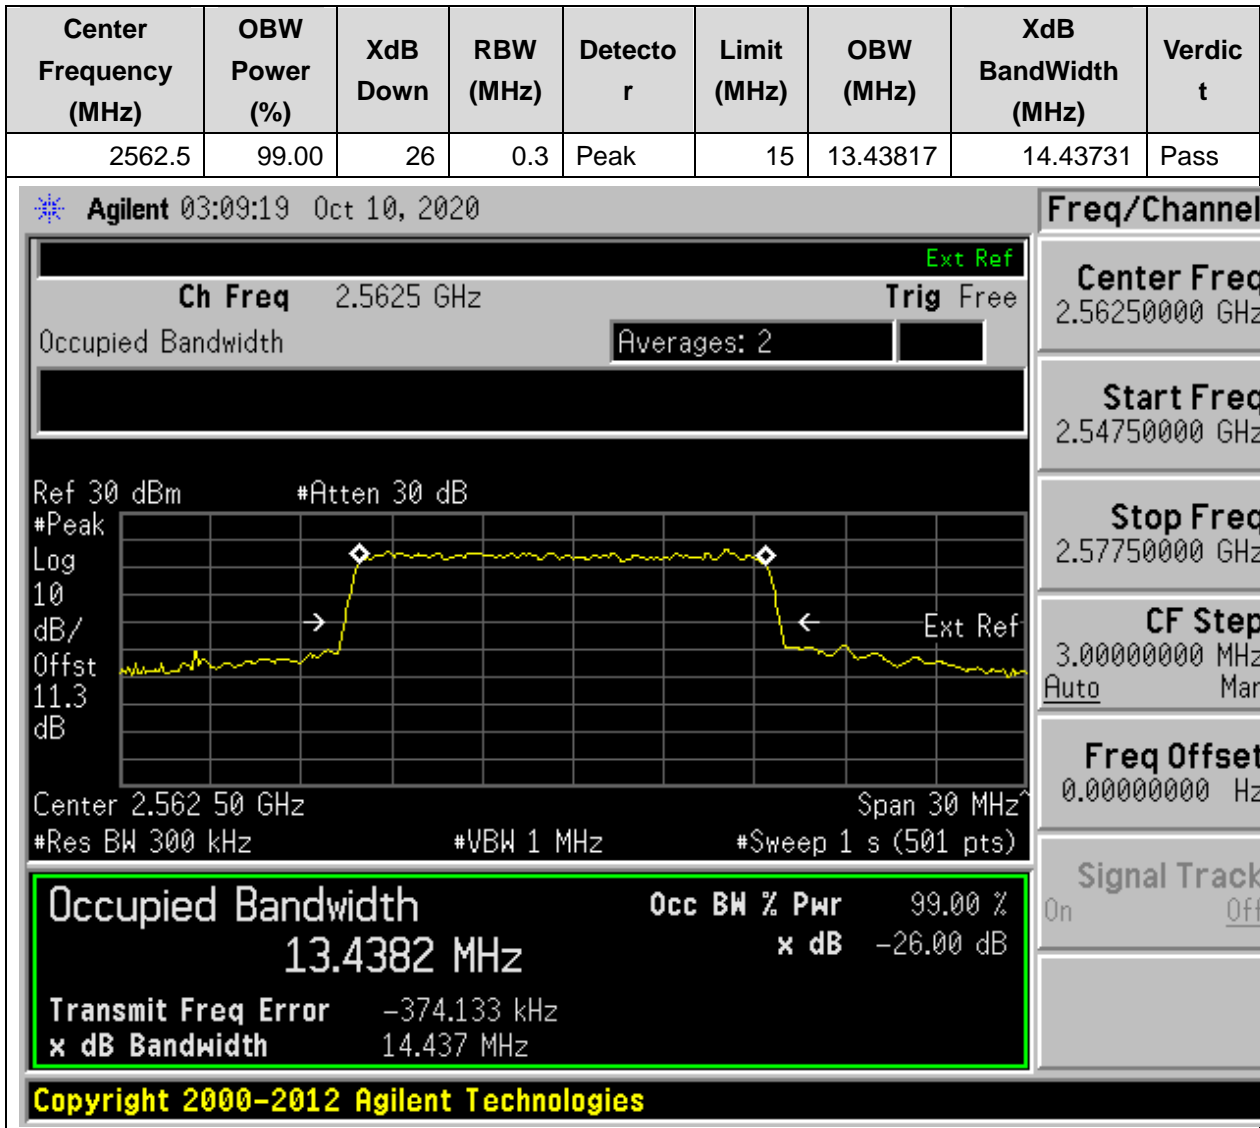 Center Frequency (MHz) OBW Power (%) XdB Down RBW (MHz) Detector Limit (MHz) OBW (MHz) XdB BandWidth (MHz) Verdict
2562.5 99.00 26 0.3 Peak 15 13.43817 14.43731 Pass
Agilent 03:09:19 Oct 10, 2020
Freq/Channel
Ext Ref
Ch Freq 2.5625 GHz Trig Free
Occupied Bandwidth Averages: 2
Center Freq
2.56250000 GHz
Start Freq
2.54750000 GHz
Stop Freq
2.57750000 GHz
CF Step
3.00000000 MHz
Auto Man
Freq Offset
0.00000000 Hz
Signal Track
On Off
Ref 30 dBm #Atten 30 dB
#Peak
Log
10
dB/
Offst
11.3
dB
Ext Ref
Center 2.562 50 GHz Span 30 MHz^
#Res BW 300 kHz #VBW 1 MHz #Sweep 1 s (501 pts)
Occupied Bandwidth Occ BW % Pwr 99.00 %
13.4382 MHz x dB -26.00 dB
Transmit Freq Error -374.133 kHz
x dB Bandwidth 14.437 MHz
Copyright 2000-2012 Agilent Technologies